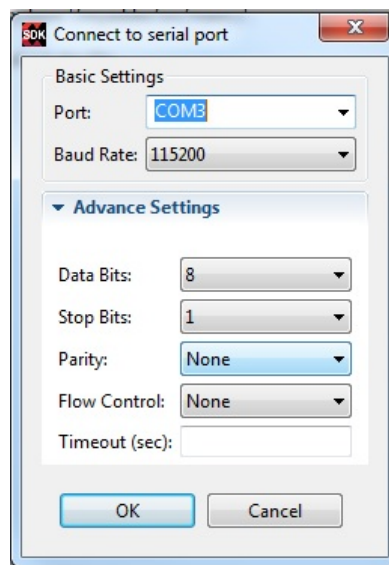 SDK Connect to serial port
Basic Settings
Port: COM3
Baud Rate: 115200
Advance Settings
Data Bits: 8
Stop Bits: 1
Parity: None
Flow Control: None
Timeout (sec):
OK Cancel